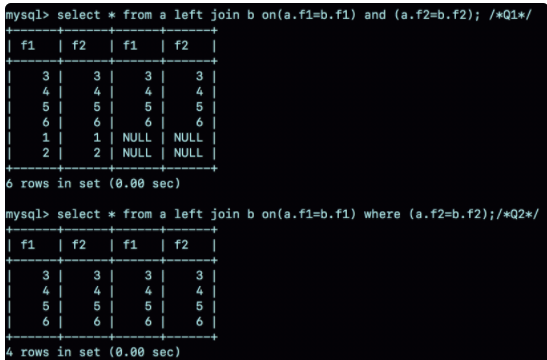 mysql> select * from a left join b on(a.f1=b.f1) and (a.f2=b.f2); /*Q1*/
+------+------+------+------+
| f1   | f2   | f1   | f2   |
+------+------+------+------+
|    3 |    3 |    3 |    3 |
|    4 |    4 |    4 |    4 |
|    5 |    5 |    5 |    5 |
|    6 |    6 |    6 |    6 |
|    1 |    1 | NULL | NULL |
|    2 |    2 | NULL | NULL |
+------+------+------+------+
6 rows in set (0.00 sec)
mysql> select * from a left join b on(a.f1=b.f1) where (a.f2=b.f2);/*Q2*/
+------+------+------+------+
| f1   | f2   | f1   | f2   |
+------+------+------+------+
|    3 |    3 |    3 |    3 |
|    4 |    4 |    4 |    4 |
|    5 |    5 |    5 |    5 |
|    6 |    6 |    6 |    6 |
+------+------+------+------+
4 rows in set (0.00 sec)